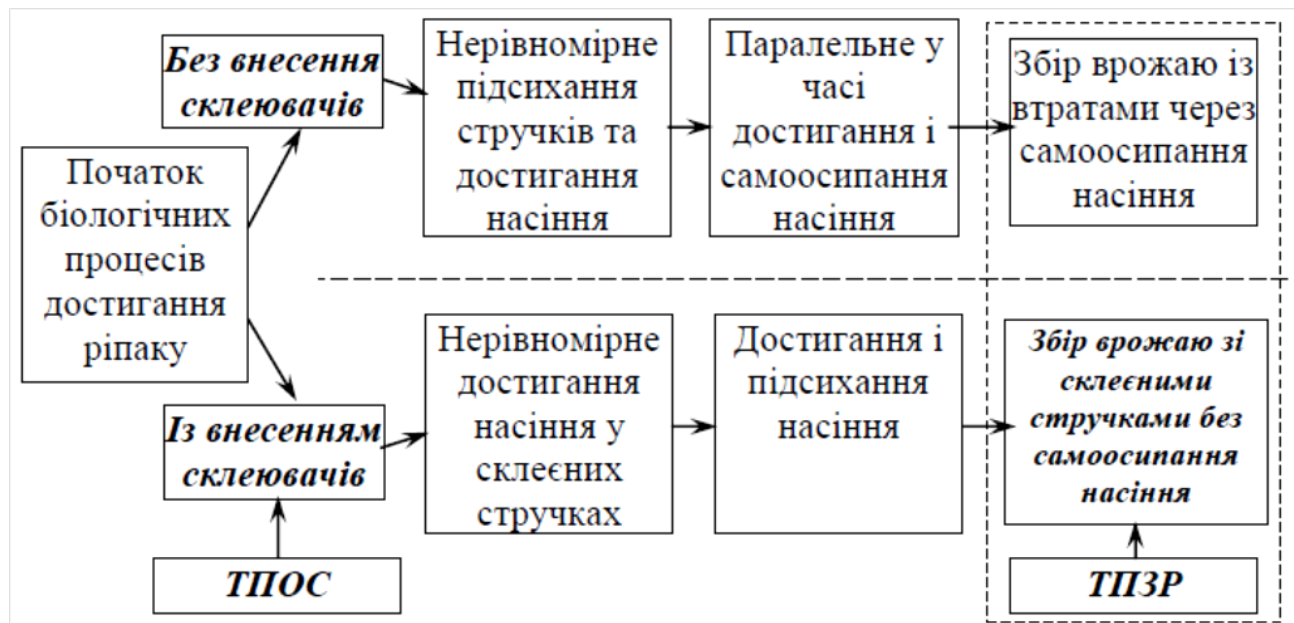 Без внесення
склеювачів
Нерівномірне
підсихання
стручків та
достигання
насіння
Паралельне у
часі
достигання і
самоосипання
насіння
Збір врожаю із
втратами через
самоосипання
насіння
Початок
біологічних
процесів
достигання
ріпаку
Із внесенням
склеювачів
Нерівномірне
достигання
насіння у
склеєних
стручках
Достигання і
підсихання
насіння
Збір врожаю зі
склеєними
стручками без
самоосипання
насіння
ТПОС
ТПЗР